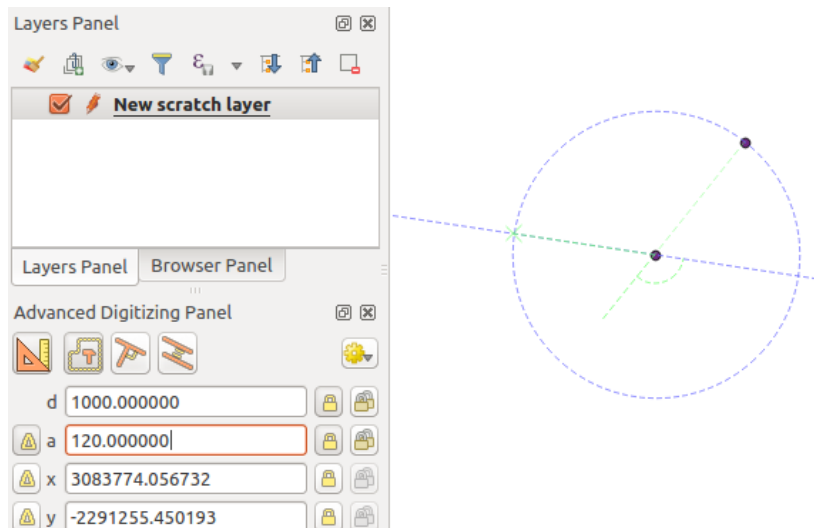 Layers Panel
New scratch layer
Layers Panel Browser Panel
Advanced Digitizing Panel
d 1000.000000
a 120.000000
x 3083774.056732
y -2291255.450193